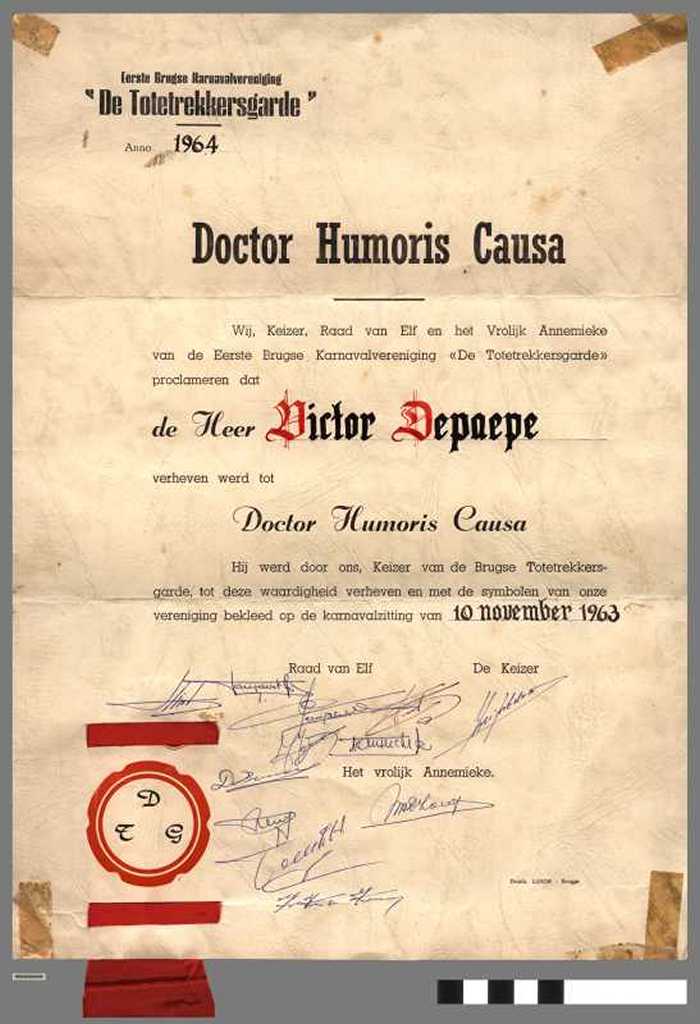 Eerste Brugse Karnavalvereniging
"De Totetrekkersgarde"
Anno 1964
Doctor Humoris Causa
Wij, Keizer, Raad van Elf en het Vrolijk Annemieke
van de Eerste Brugse Karnavalvereniging «De Totetrekkersgarde»
proclameren dat
de Heer Victor Depaepe
verheven werd tot
Doctor Humoris Causa
Hij werd door ons, Keizer van de Brugse Totetrekkers-
garde, tot deze waardigheid verheven en met de symbolen van onze
vereniging bekleed op de karnavalzitting van 10 november 1963
Raad van Elf De Keizer
Het vrolijk Annemieke.
D
T G
Brugge